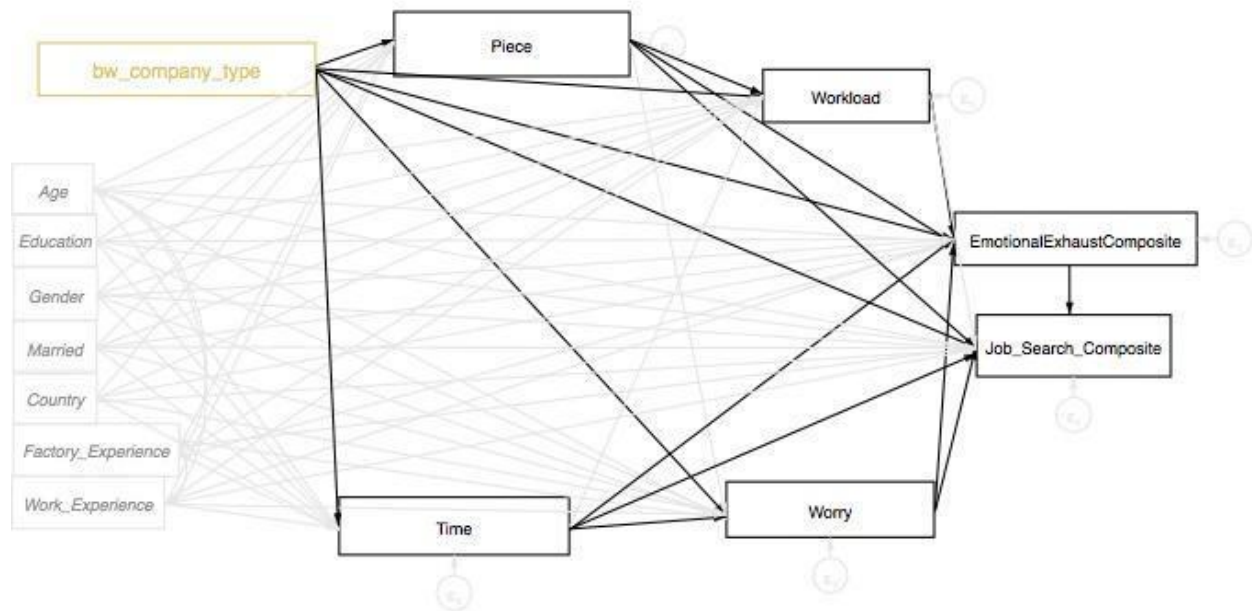 Piece
bw_company_type
Workload
Age
Education
EmotionalExhaustComposite
Gender
Married
Job_Search_Composite
Country
Factory_Experience
Work_Experience
Time
Worry